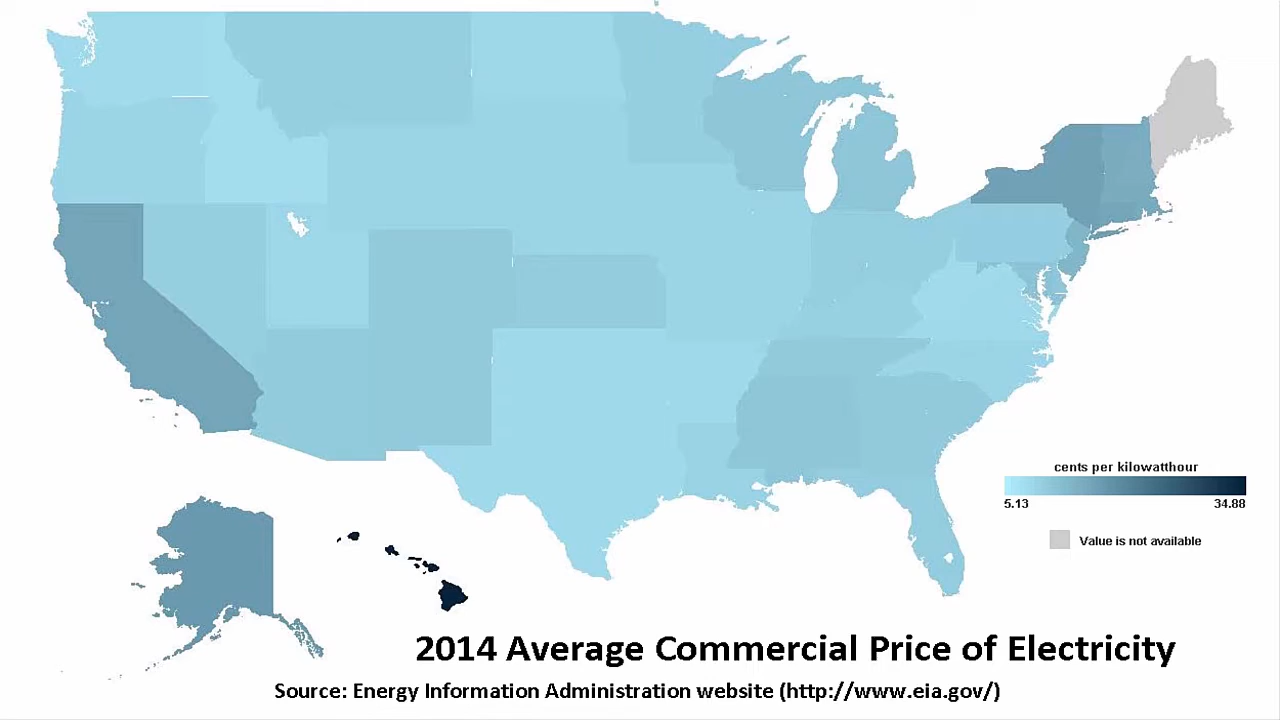 cents per kilowatthour
5.13 34.88
Value is not available
2014 Average Commercial Price of Electricity
Source: Energy Information Administration website (http://www.eia.gov/)